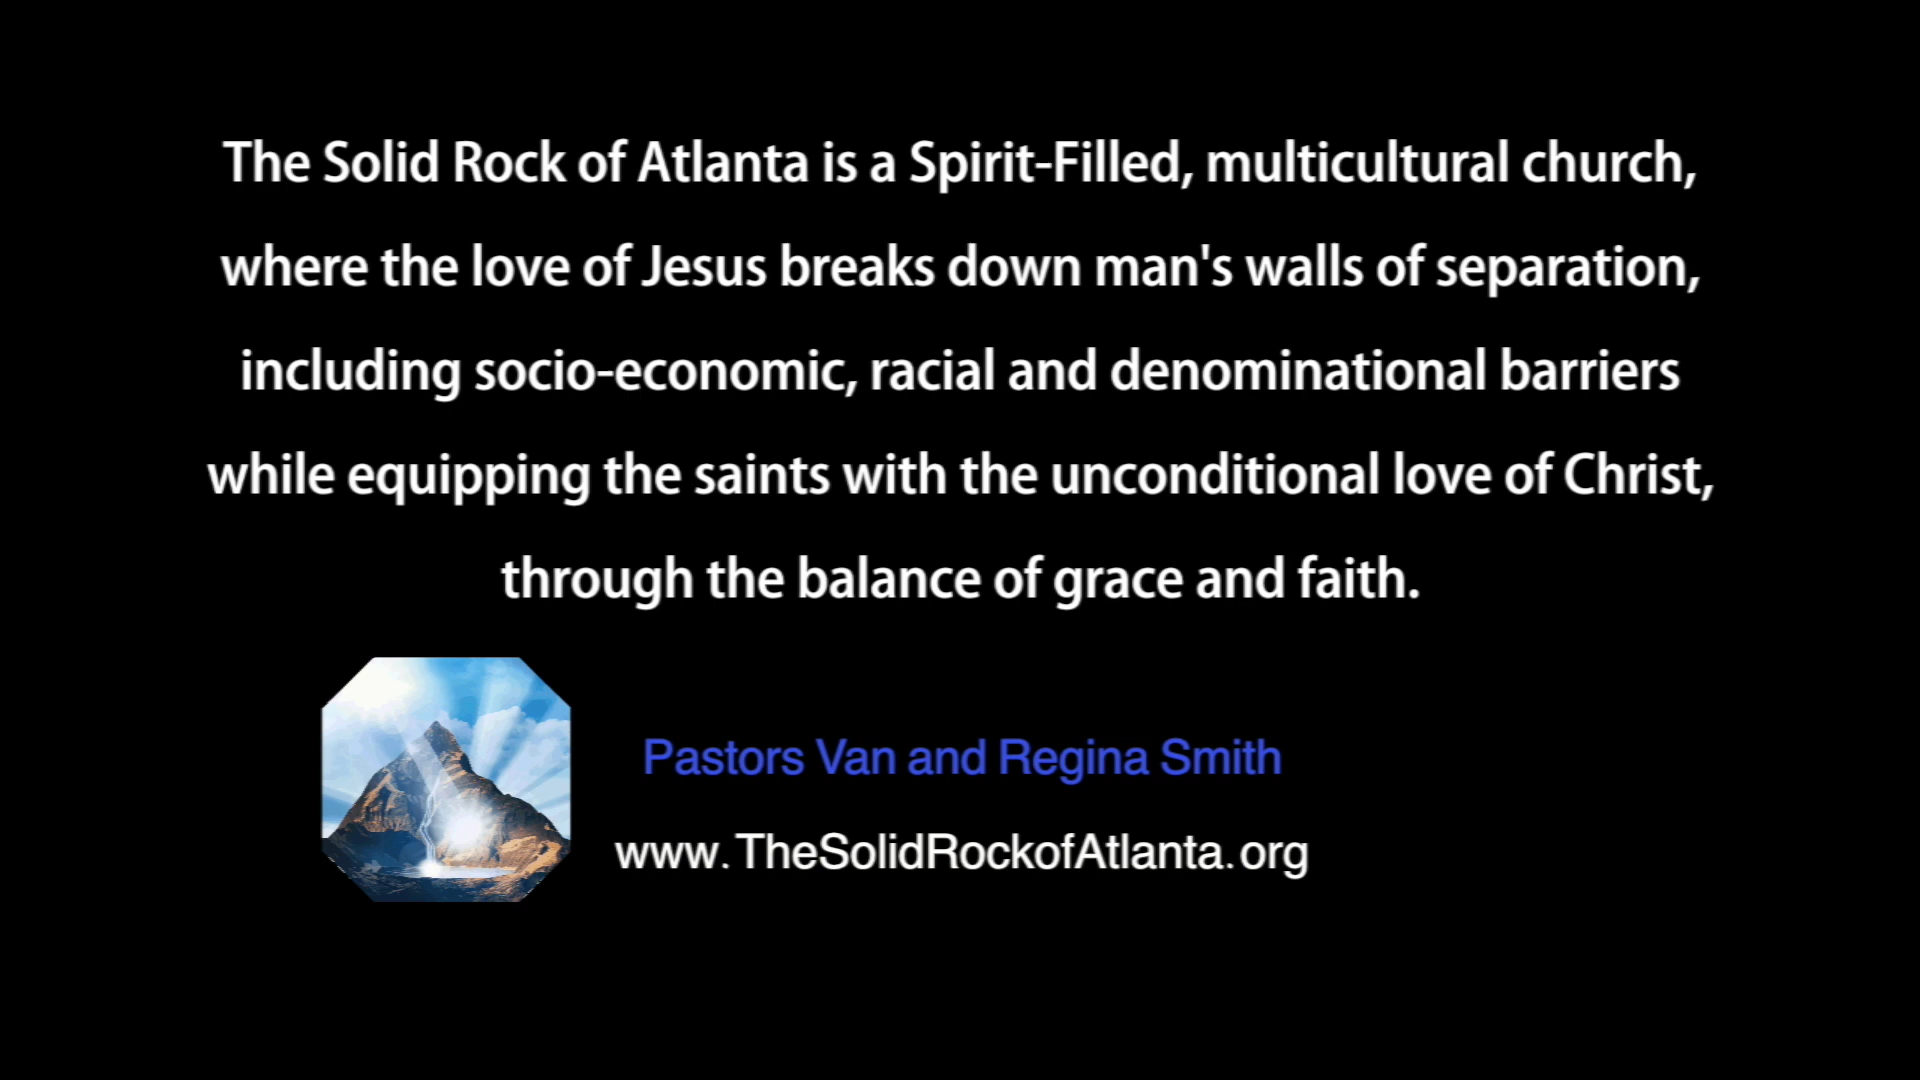 The Solid Rock of Atlanta is a Spirit-Filled, multicultural church,
where the love of Jesus breaks down man's walls of separation,
including socio-economic, racial and denominational barriers
while equipping the saints with the unconditional love of Christ,
through the balance of grace and faith.
Pastors Van and Regina Smith
www.TheSolidRockofAtlanta.org